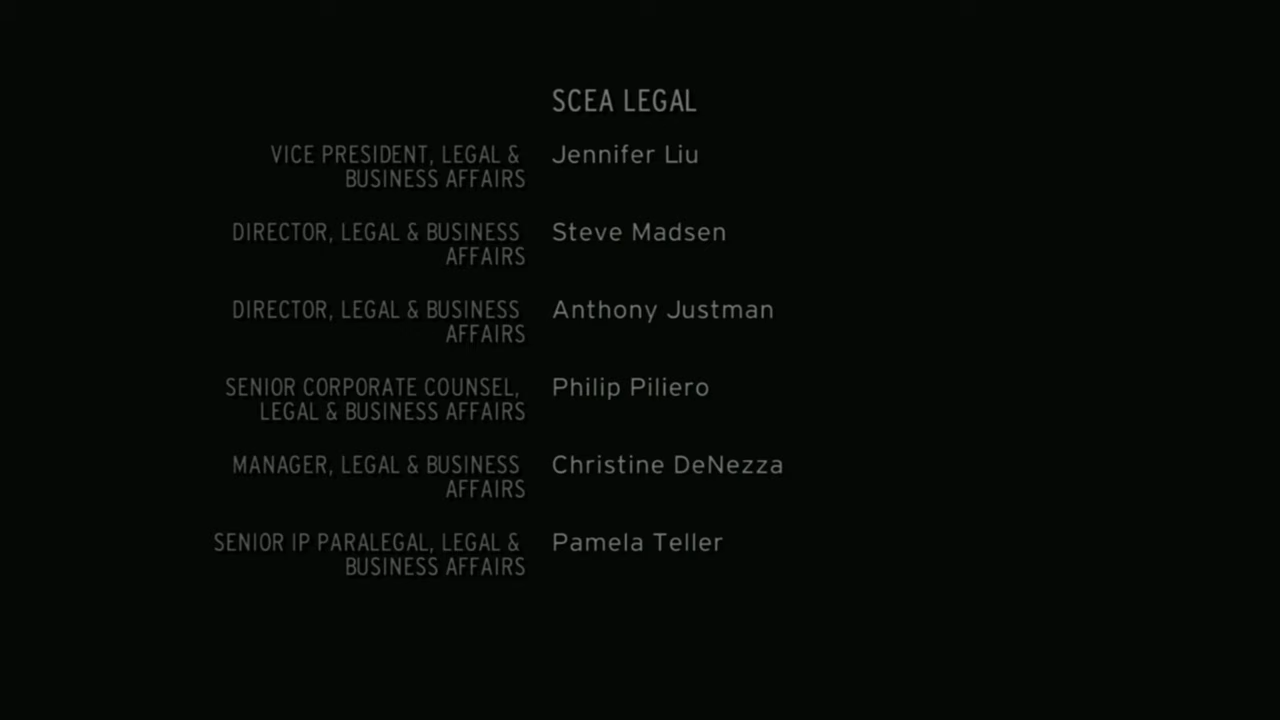 SCEA LEGAL
VICE PRESIDENT, LEGAL & Jennifer Liu
BUSINESS AFFAIRS
DIRECTOR, LEGAL & BUSINESS Steve Madsen
AFFAIRS
DIRECTOR, LEGAL & BUSINESS Anthony Justman
AFFAIRS
SENIOR CORPORATE COUNSEL, Philip Piliero
LEGAL & BUSINESS AFFAIRS
MANAGER, LEGAL & BUSINESS Christine DeNezza
AFFAIRS
SENIOR IP PARALEGAL, LEGAL & Pamela Teller
BUSINESS AFFAIRS